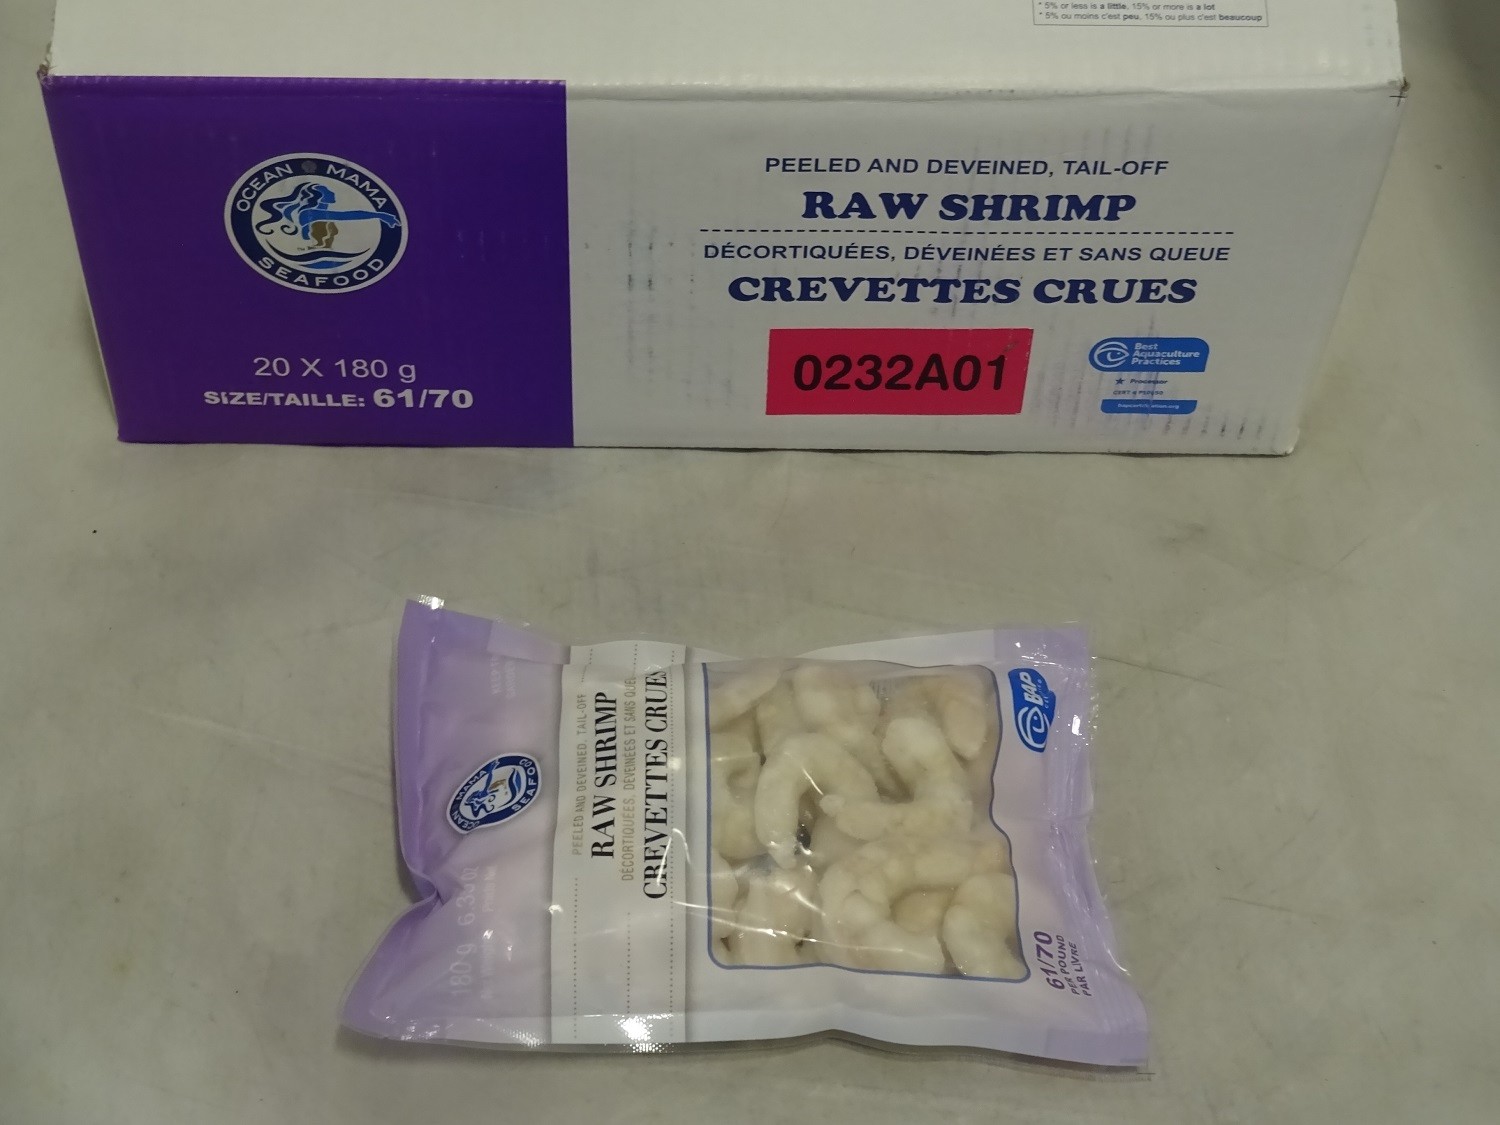 * 5% or less is a little, 15% or more is a lot
* 5% ou moins c'est peu, 15% ou plus c'est beaucoup
OCEAN MAMA
SEAFOOD
20 X 180 g
SIZE/TAILLE: 61/70
PEELED AND DEVEINED, TAIL-OFF
RAW SHRIMP
DÉCORTIQUÉES, DÉVEINÉES ET SANS QUEUE
CREVETTES CRUES
0232A01
Best
Aquaculture
Practices
Processor
OCEAN MAMA
SEAFOOD
180 g
PEELED AND DEVEINED, TAIL-OFF
RAW SHRIMP
DÉCORTIQUÉES, DÉVEINÉES ET SANS QUE
CREVETTES CRUES
BAP
61/70
PER POUND
PAR LIVRE